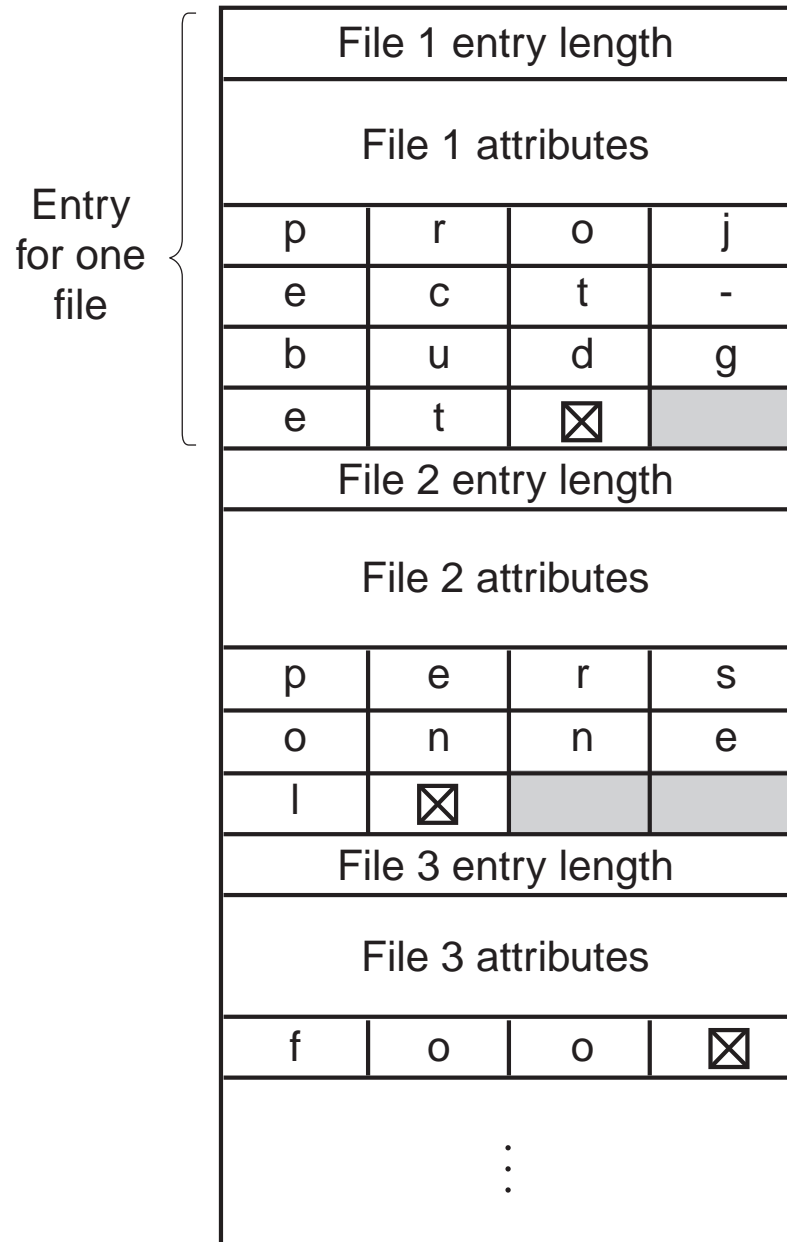 File 1 entry length
File 1 attributes
Entry
for one
file
p r o j
e c t -
b u d g
e t
File 2 entry length
File 2 attributes
p e r s
o n n e
l
File 3 entry length
File 3 attributes
f o o